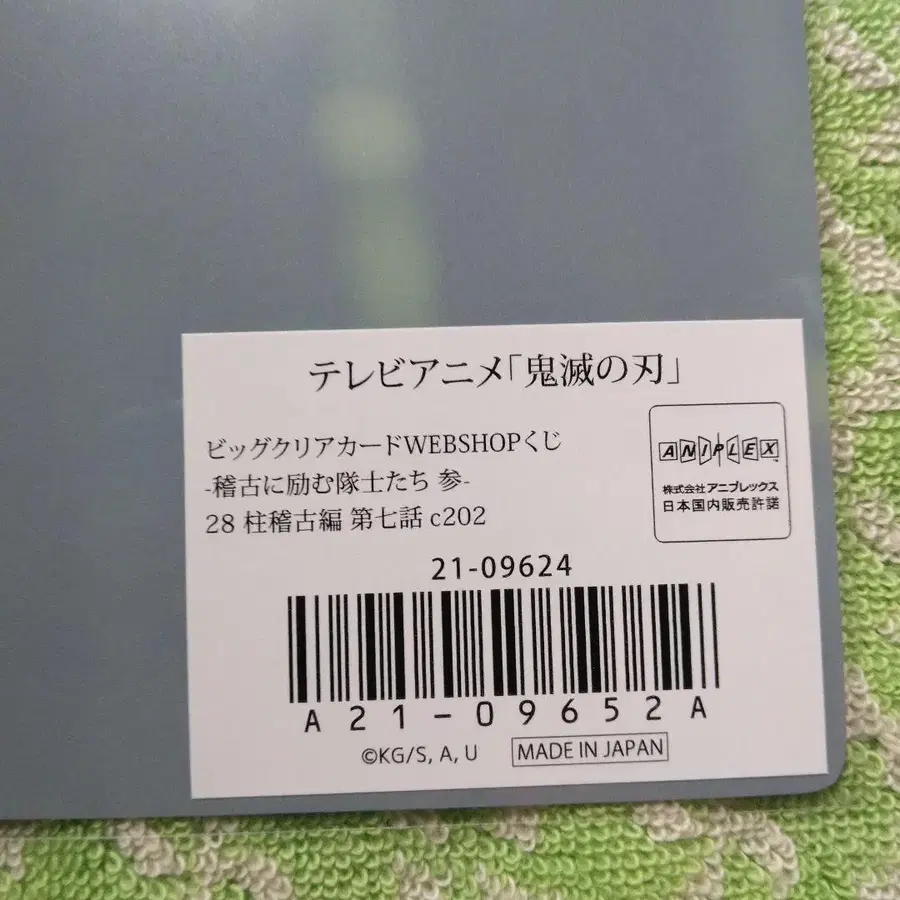 テレビアニメ「鬼滅の刃」
ビッグクリアカードWEBSHOPくじ
-稽古に励む隊士たち 参-
28 柱稽古編 第七話 c202
ANIPLEX™
株式会社 アニプレックス
日本国内販売許諾
21-09624
A21-09652A
©KG/S, A, U
MADE IN JAPAN